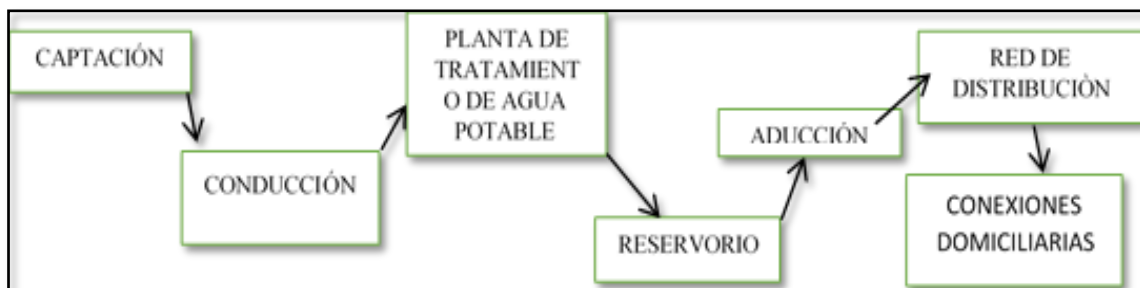 CAPTACIÓN
CONDUCCIÓN
PLANTA DE
TRATAMIENT
O DE AGUA
POTABLE
RESERVORIO
ADUCCIÓN
RED DE
DISTRIBUCIÒN
CONEXIONES
DOMICILIARIAS